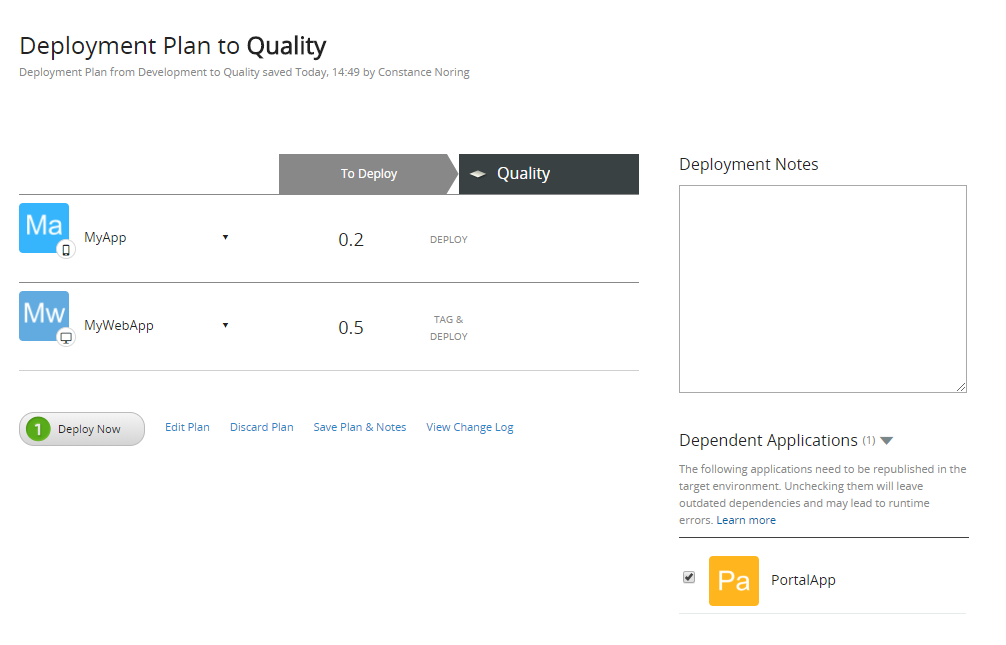 Deployment Plan to Quality
Deployment Plan from Development to Quality saved Today, 14:49 by Constance Noring
To Deploy
Quality
Ma
MyApp
0.2
DEPLOY
Mw
MyWebApp
0.5
TAG &
DEPLOY
1
Deploy Now
Edit Plan
Discard Plan
Save Plan & Notes
View Change Log
Deployment Notes
Dependent Applications (1)
The following applications need to be republished in the
target environment. Unchecking them will leave
outdated dependencies and may lead to runtime
errors. Learn more
Pa
PortalApp